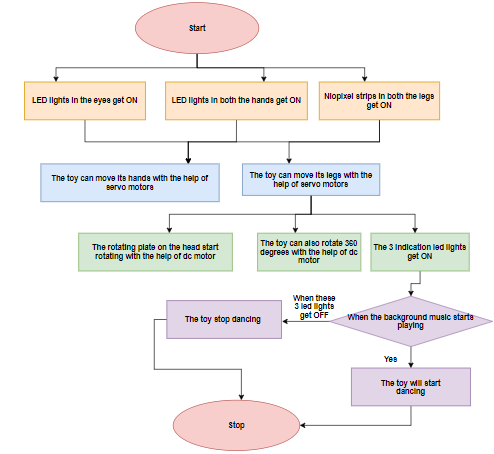 Start
LED lights in the eyes get ON
LED lights in both the hands get ON
Niopixel strips in both the legs
get ON
The toy can move its hands with the help of
servo motors
The toy can move its legs with the
help of servo motors
The rotating plate on the head start
rotating with the help of dc motor
The toy can also rotate 360
degrees with the help of dc
motor
The 3 indication led lights
get ON
When these
3 led lights
get OFF
The toy stop dancing
When the background music starts
playing
Yes
The toy will start
dancing
Stop